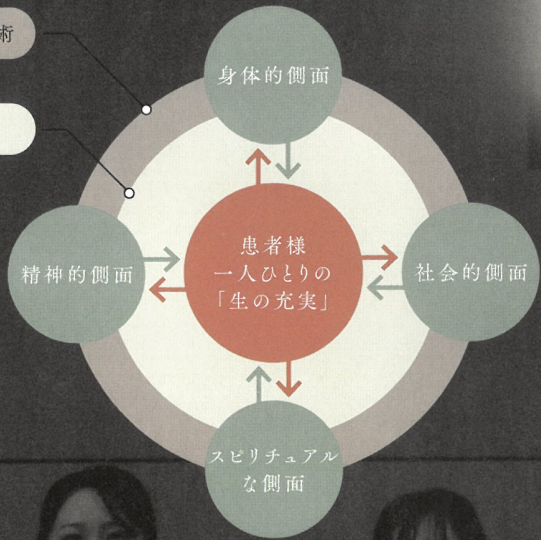 術
身体的側面
患者様
一人ひとりの
「生の充実」
精神的側面
社会的側面
スピリチュアル
な側面